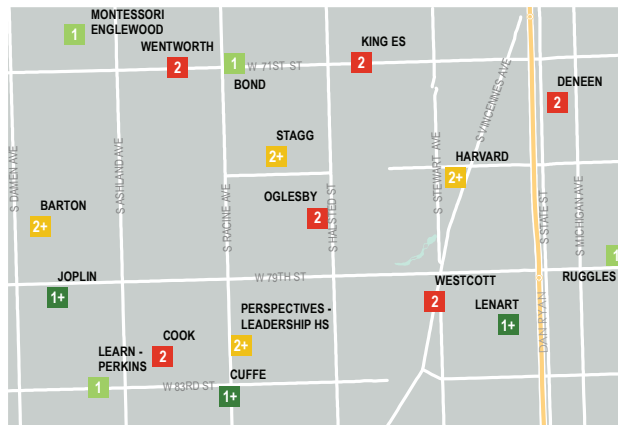 MONTESSORI
ENGLEWOOD
1
WENTWORTH
2
1
BOND
W 71ST ST
KING ES
2
DENEEN
2
S VINCENNES AVE
S DAMEN AVE
S ASHLAND AVE
S RACINE AVE
S HALSTED ST
S STEWART AVE
S STATE ST
S MICHIGAN AVE
STAGG
2+
HARVARD
2+
BARTON
2+
OGLESBY
2
JOPLIN
1+
W 79TH ST
WESTCOTT
2
LENART
1+
RUGGLES
1
DAN RYAN
PERSPECTIVES -
LEADERSHIP HS
2+
COOK
2
LEARN -
PERKINS
1
W 83RD ST
CUFFE
1+